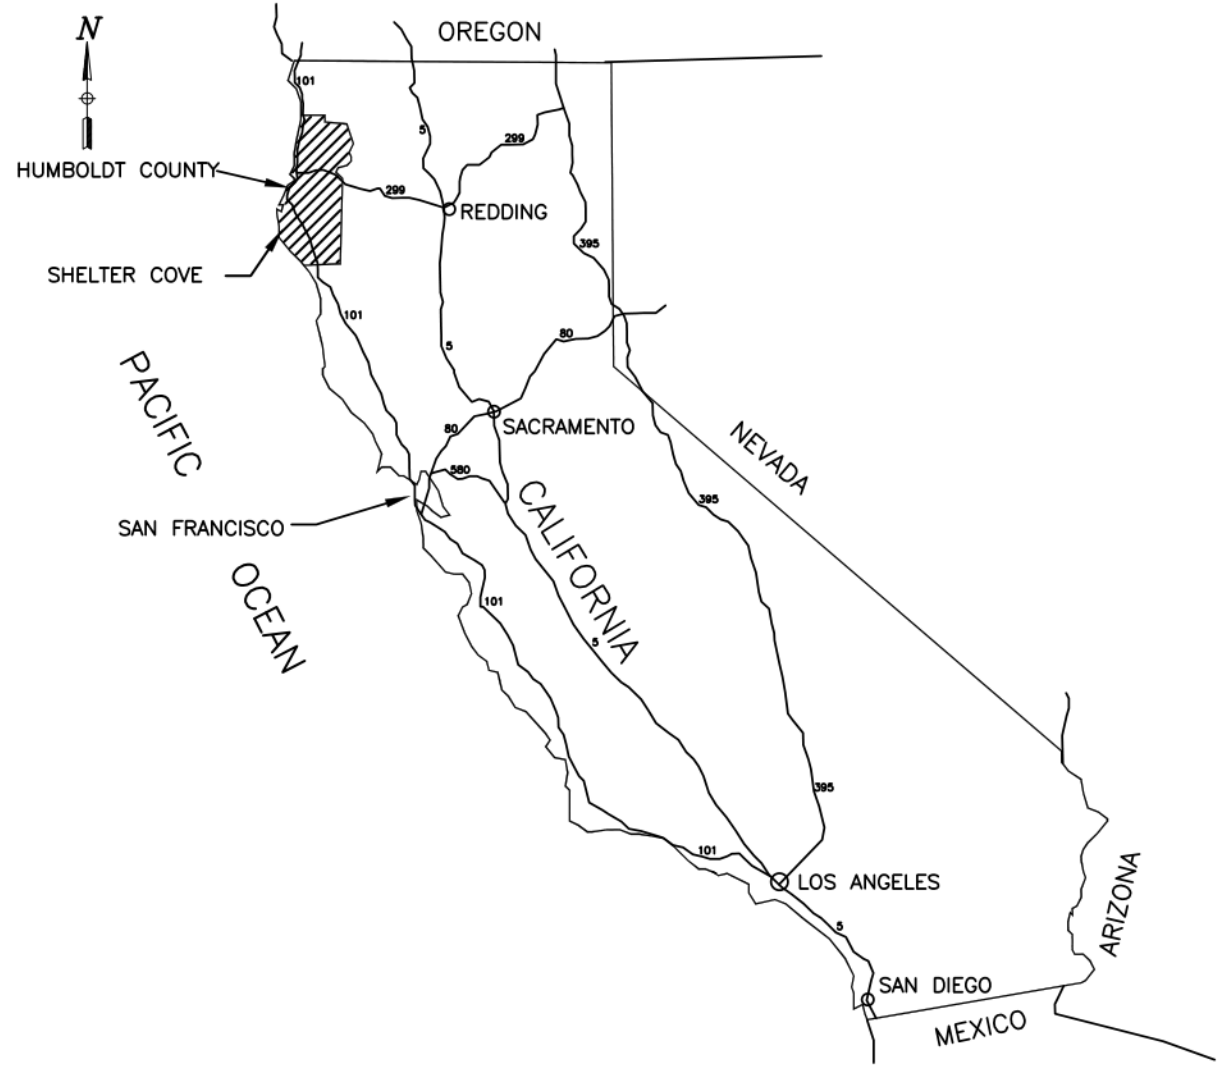 N
OREGON
101
5
299
HUMBOLDT COUNTY
299
REDDING
395
SHELTER COVE
101
80
5
PACIFIC
SACRAMENTO
80
NEVADA
580
395
CALIFORNIA
SAN FRANCISCO
OCEAN
101
5
395
101
LOS ANGELES
ARIZONA
5
SAN DIEGO
MEXICO